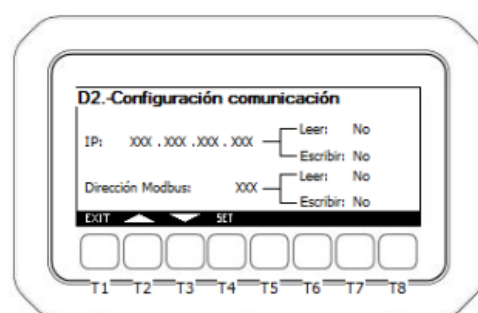 D2.-Configuración comunicación
Leer: No
IP: XXX . XXX . XXX . XXX
Escribir: No
Leer: No
Dirección Modbus: XXX
Escribir: No
EXIT SET
T1 T2 T3 T4 T5 T6 T7 T8